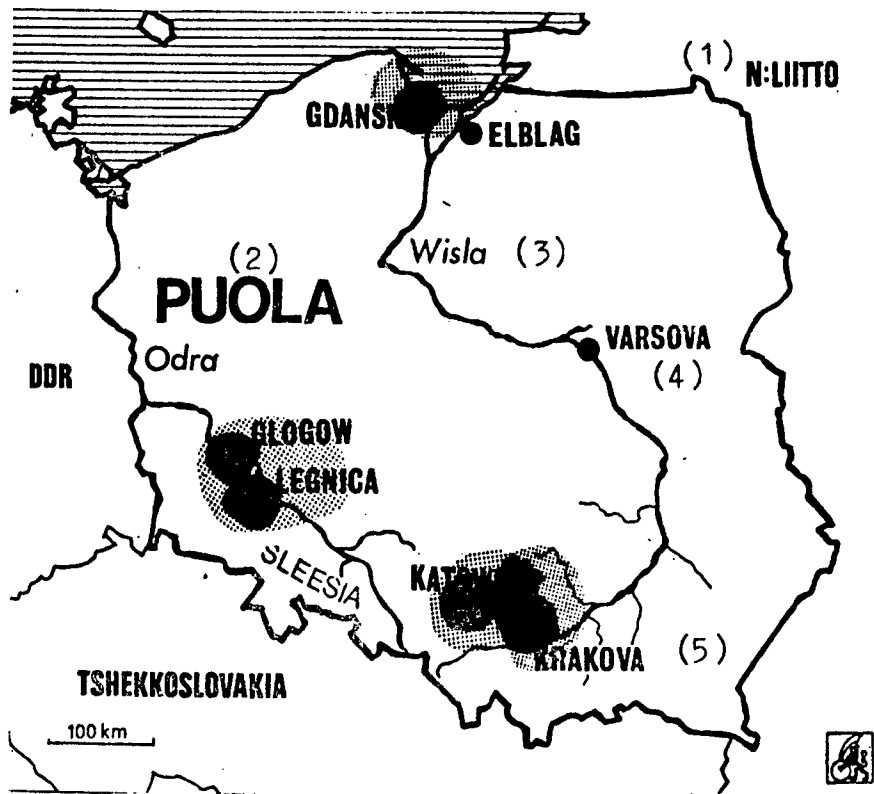 (1)
N:LIITTO
GDANSK
ELBLAG
(2)
Wisla (3)
PUOLA
VARSOVA
(4)
Odra
DDR
GLOGOW
LEGNICA
SLEESIA
KRAKOVA
(5)
TSHEKKOSLOVAKIA
100 km